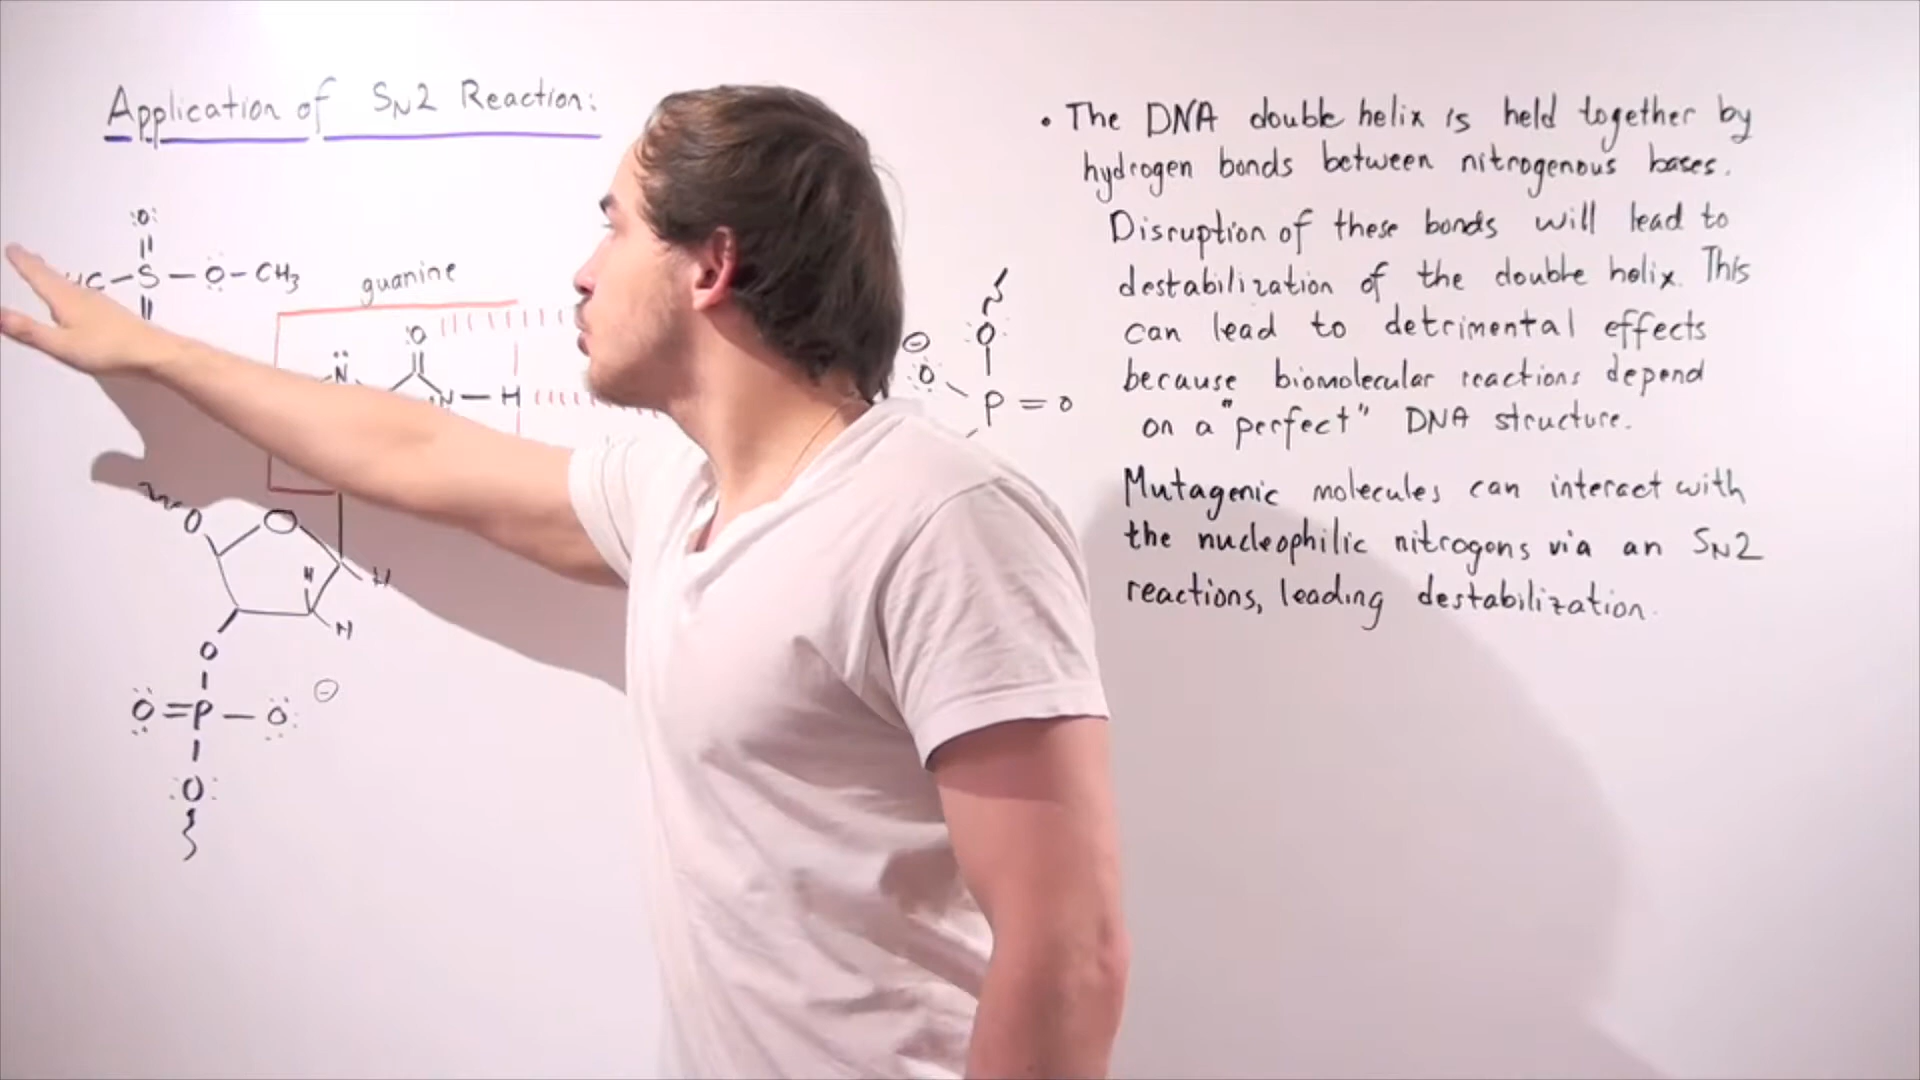 Application of SN2 Reaction:
:O:
C–S–O–CH3
guanine
:O
N
N–H
O
O
H
H
H
O
O=P–O
⊖
O
O
⊖
O
P=O
• The DNA double helix is held together by
hydrogen bonds between nitrogenous bases.
Disruption of these bonds will lead to
destabilization of the double helix. This
can lead to detrimental effects
because biomolecular reactions depend
on a "perfect" DNA structure.
Mutagenic molecules can interact with
the nucleophilic nitrogens via an SN2
reactions, leading destabilization.